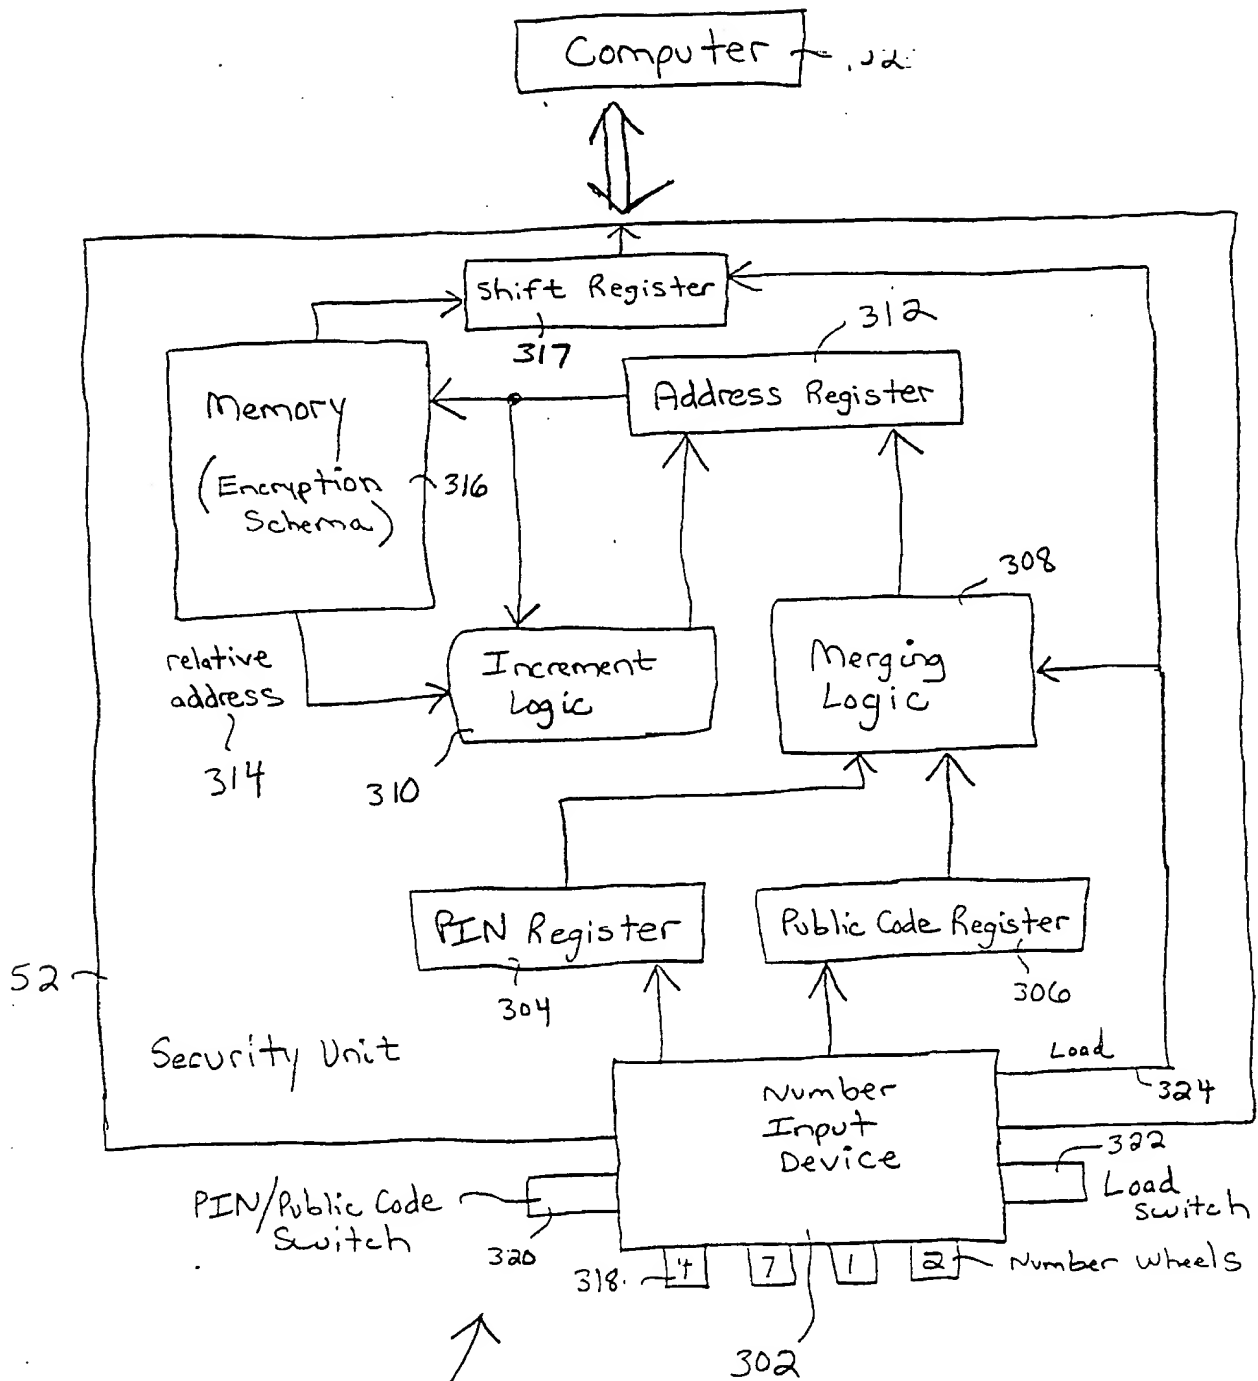 Computer
Shift Register
317
312
Address Register
Memory
(Encryption
Schema)
316
308
Increment
Logic
Merging
Logic
relative
address
314
310
PIN Register
Public Code Register
304
306
52
Security Unit
Load
324
Number
Input
Device
322
Load
Switch
PIN/Public Code
Switch
320
318
4 7 1 2
Number Wheels
302